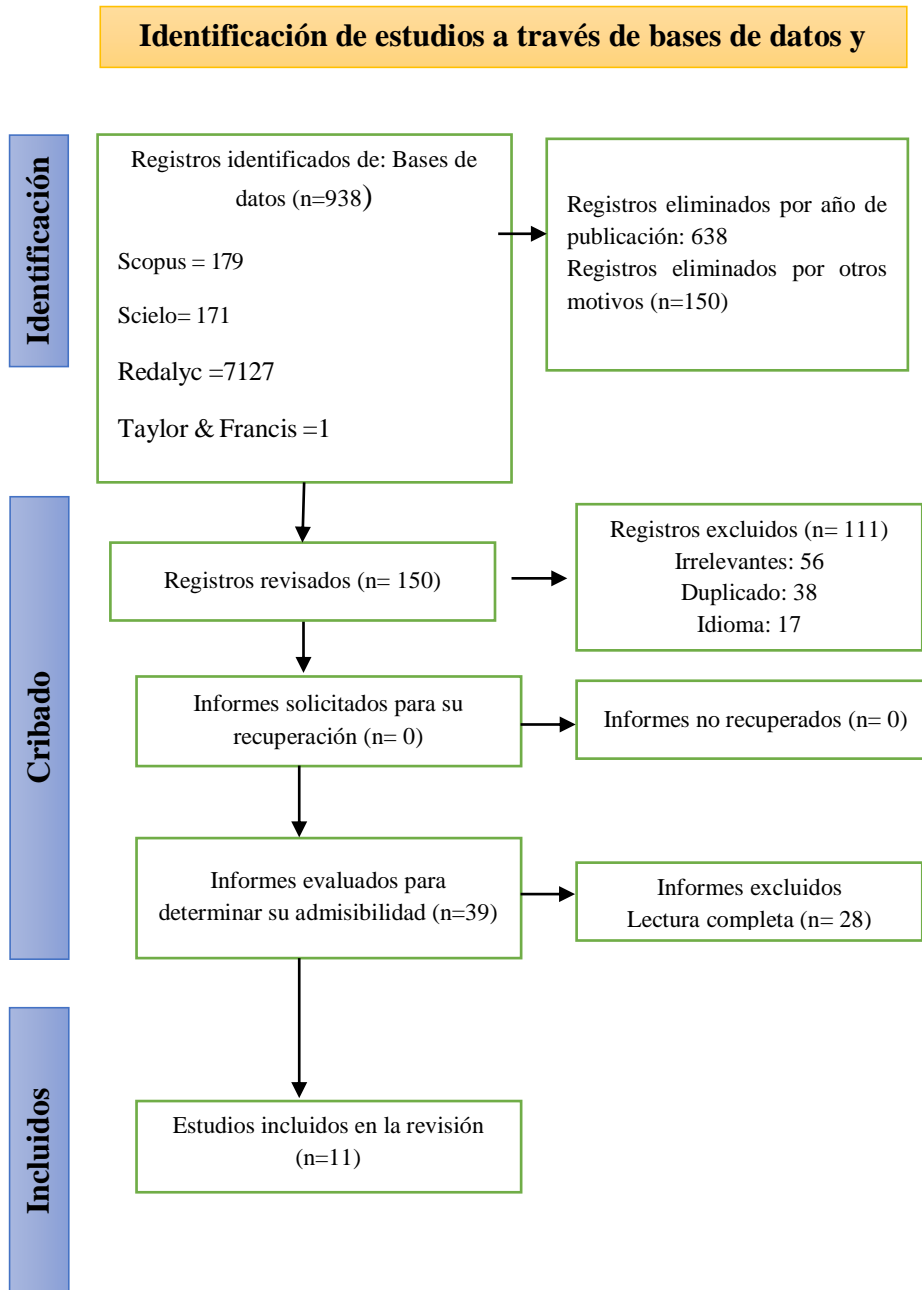 Identificación de estudios a través de bases de datos y
Identificación
Registros identificados de: Bases de
datos (n=938)
Scopus = 179
Scielo= 171
Redalyc =7127
Taylor & Francis =1
Registros eliminados por año de
publicación: 638
Registros eliminados por otros
motivos (n=150)
Cribado
Registros revisados (n= 150)
Registros excluidos (n= 111)
Irrelevantes: 56
Duplicado: 38
Idioma: 17
Informes solicitados para su
recuperación (n= 0)
Informes no recuperados (n= 0)
Informes evaluados para
determinar su admisibilidad (n=39)
Informes excluidos
Lectura completa (n= 28)
Incluidos
Estudios incluidos en la revisión
(n=11)